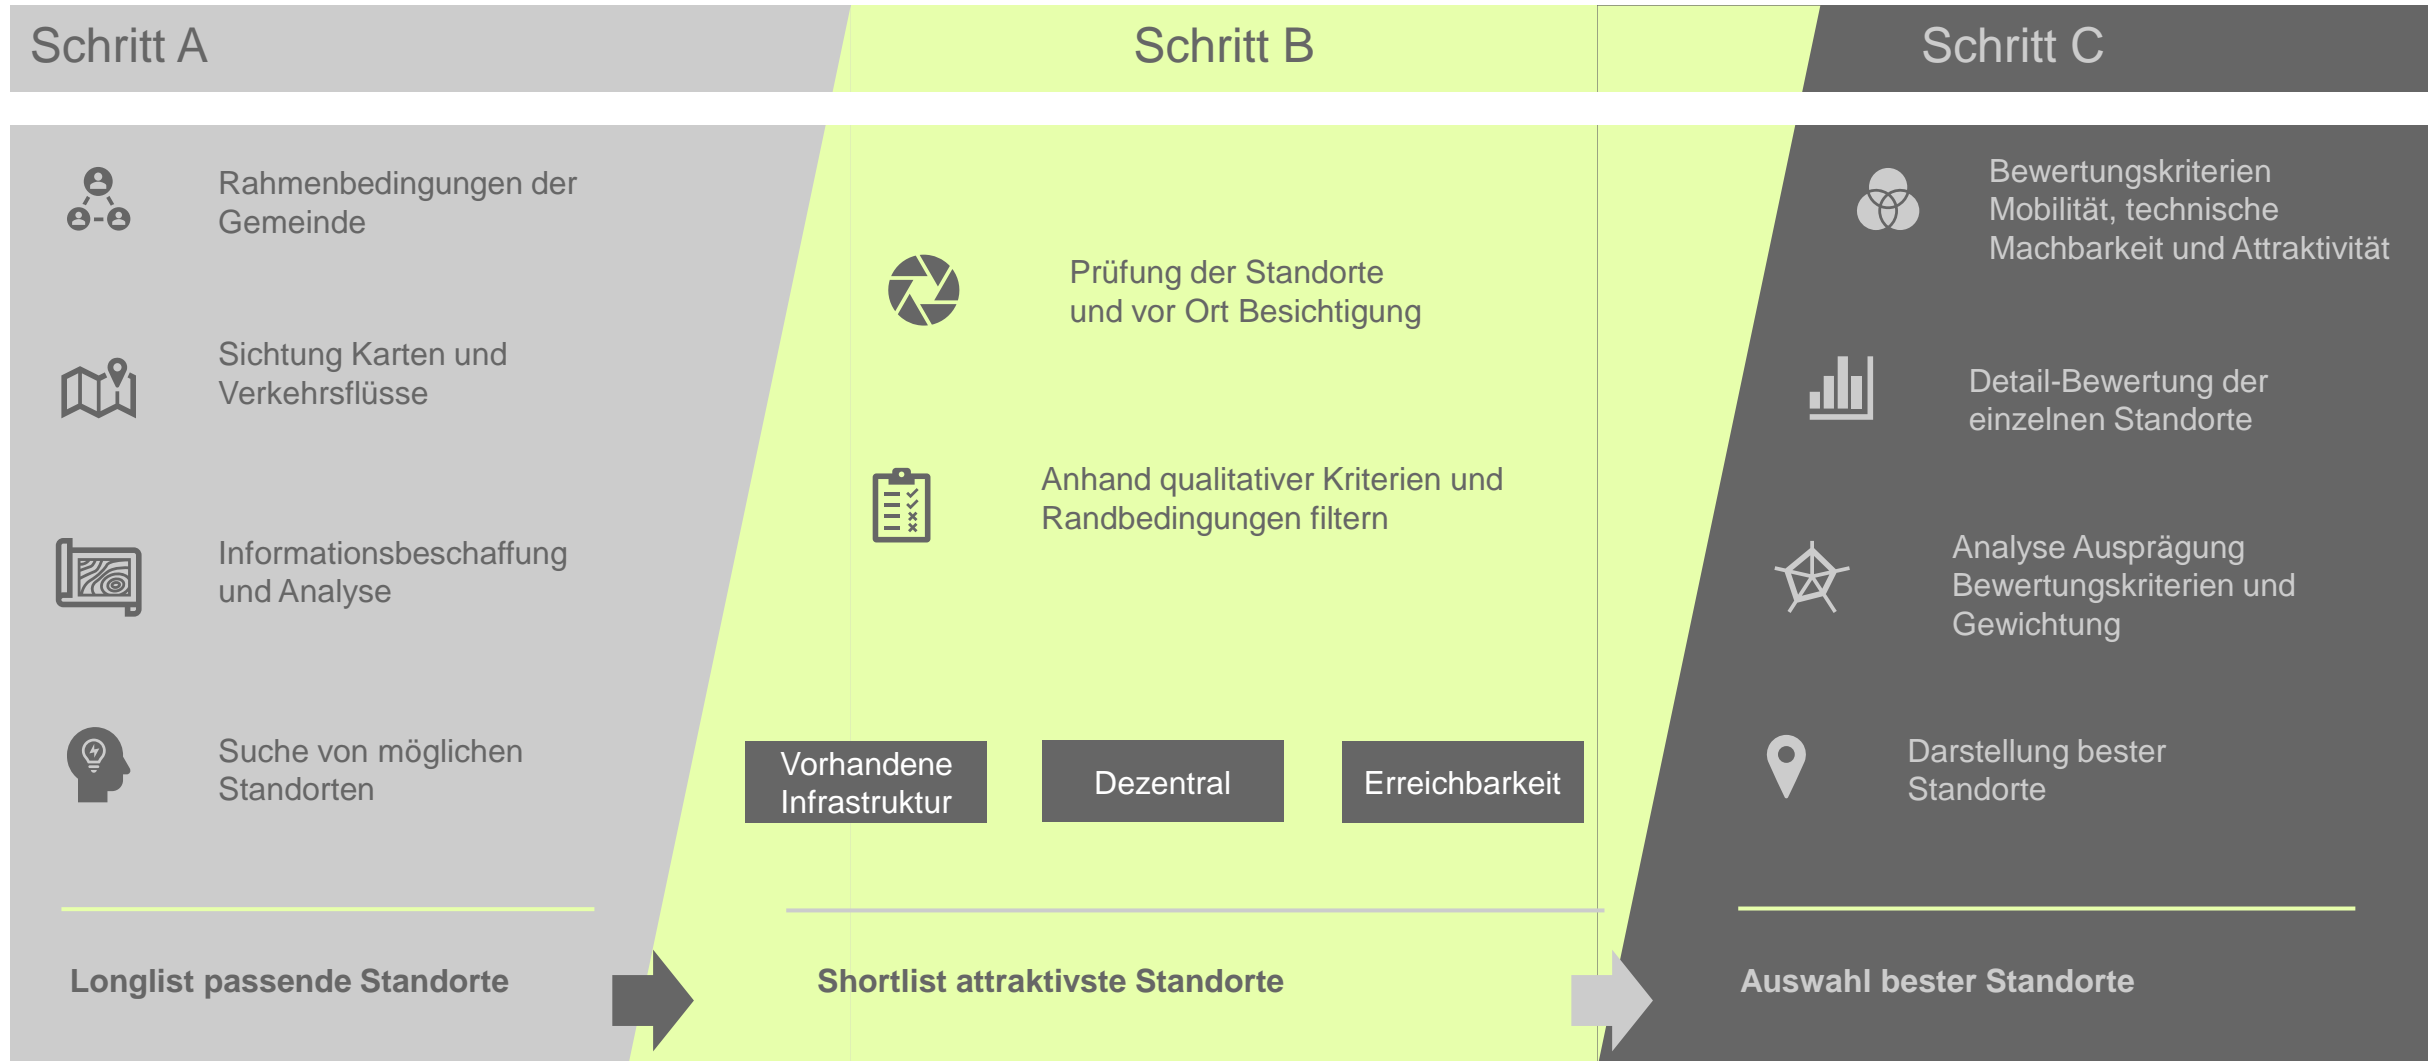 Schritt A
Schritt B
Schritt C
Rahmenbedingungen der
Gemeinde
Sichtung Karten und
Verkehrsflüsse
Informationsbeschaffung
und Analyse
Suche von möglichen
Standorten
Longlist passende Standorte
Prüfung der Standorte
und vor Ort Besichtigung
Anhand qualitativer Kriterien und
Randbedingungen filtern
Vorhandene
Infrastruktur
Dezentral
Erreichbarkeit
Shortlist attraktivste Standorte
Bewertungskriterien
Mobilität, technische
Machbarkeit und Attraktivität
Detail-Bewertung der
einzelnen Standorte
Analyse Ausprägung
Bewertungskriterien und
Gewichtung
Darstellung bester
Standorte
Auswahl bester Standorte